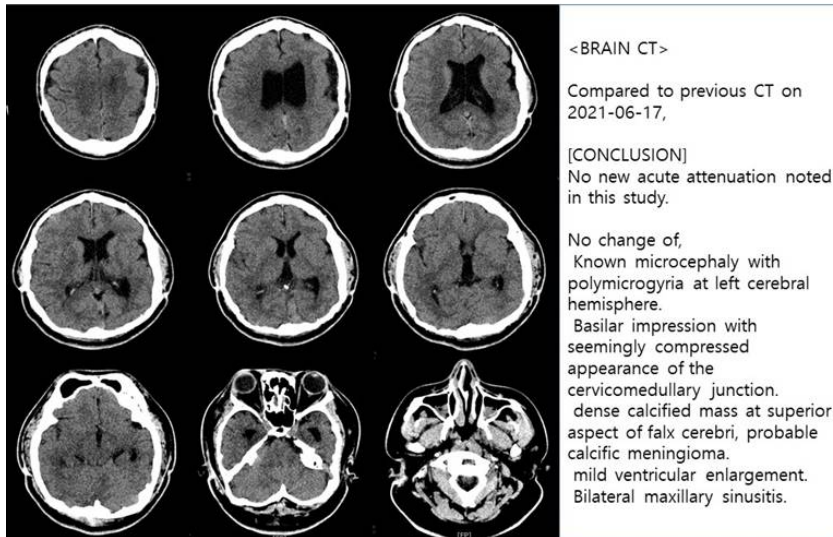 <BRAIN CT>
Compared to previous CT on
2021-06-17,
[CONCLUSION]
No new acute attenuation noted
in this study.
No change of,
Known microcephaly with
polymicrogyria at left cerebral
hemisphere.
Basilar impression with
seemingly compressed
appearance of the
cervicomedullary junction.
dense calcified mass at superior
aspect of falx cerebri, probable
calcific meningioma.
mild ventricular enlargement.
Bilateral maxillary sinusitis.